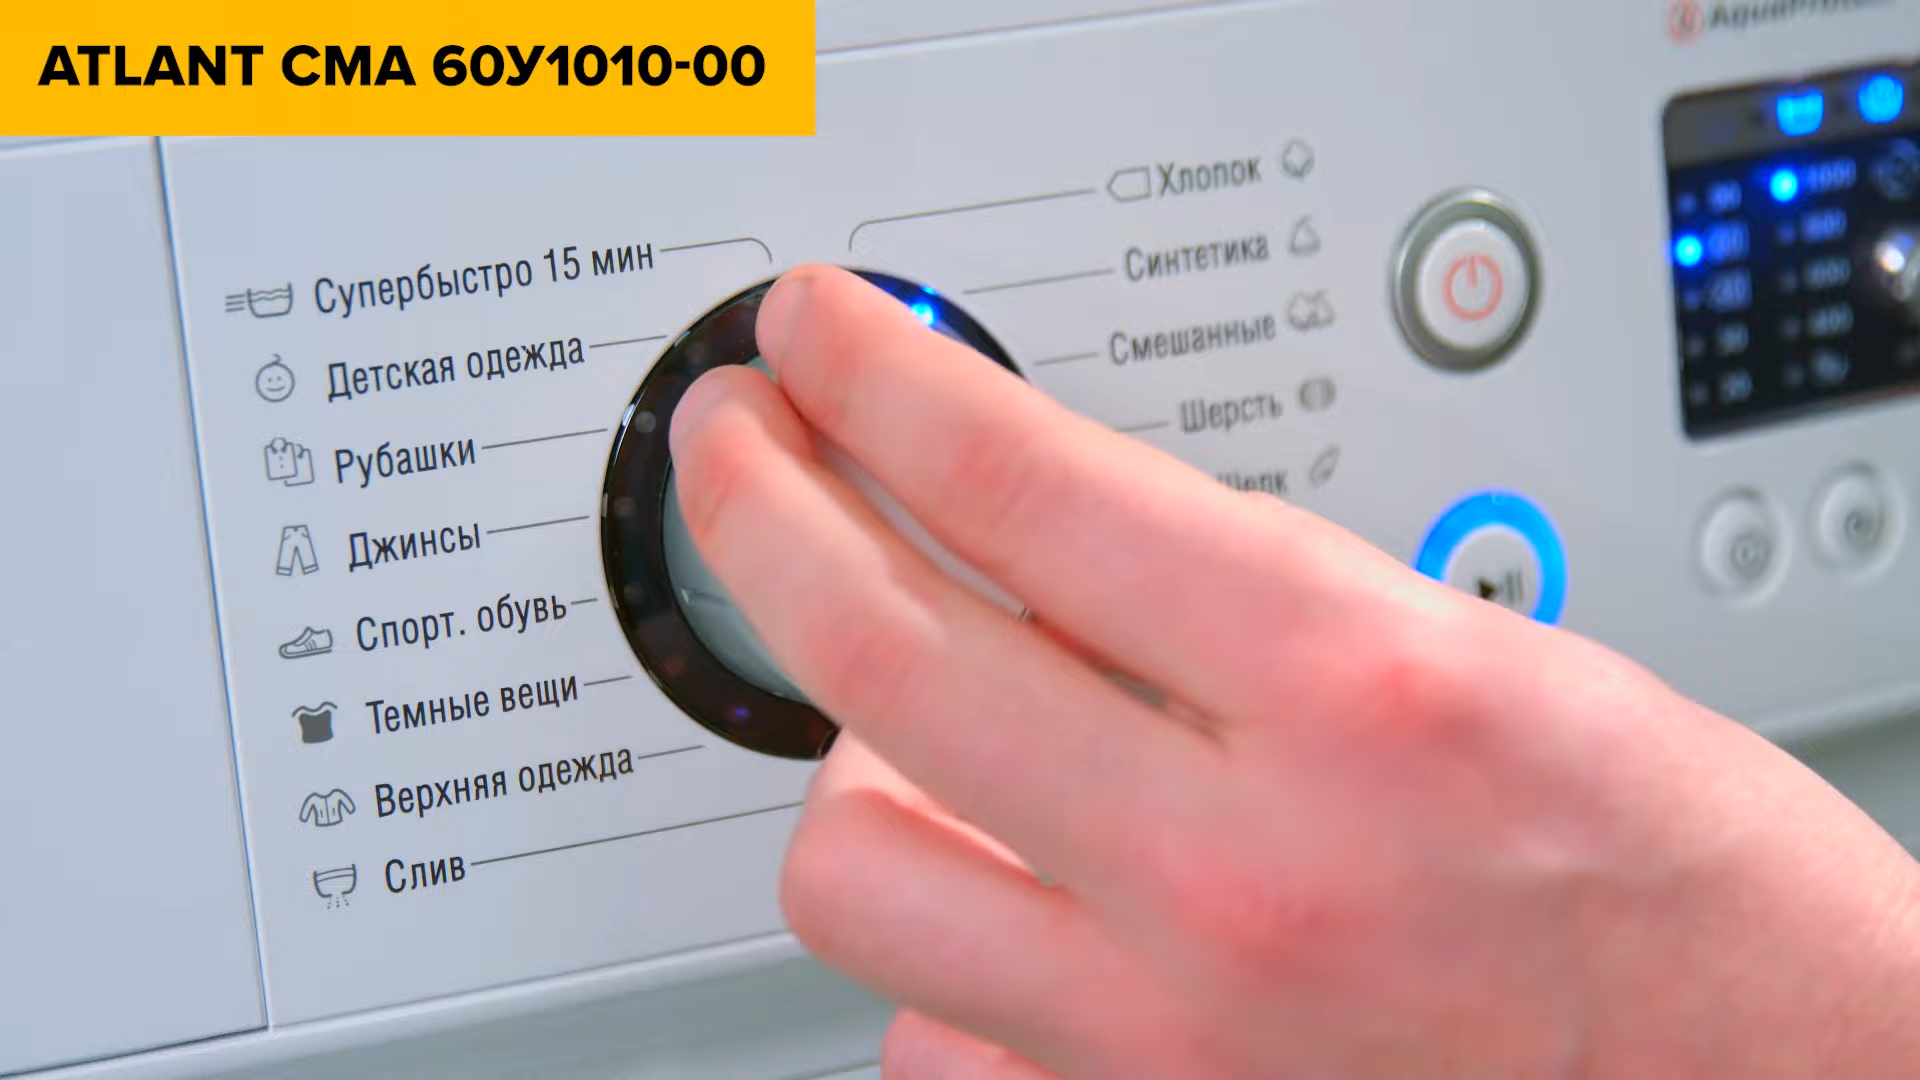 ATLANT СМА 60У1010-00
Супербыстро 15 мин
Детская одежда
Рубашки
Джинсы
Спорт. обувь
Темные вещи
Верхняя одежда
Слив
Хлопок
Синтетика
Смешанные
Шерсть